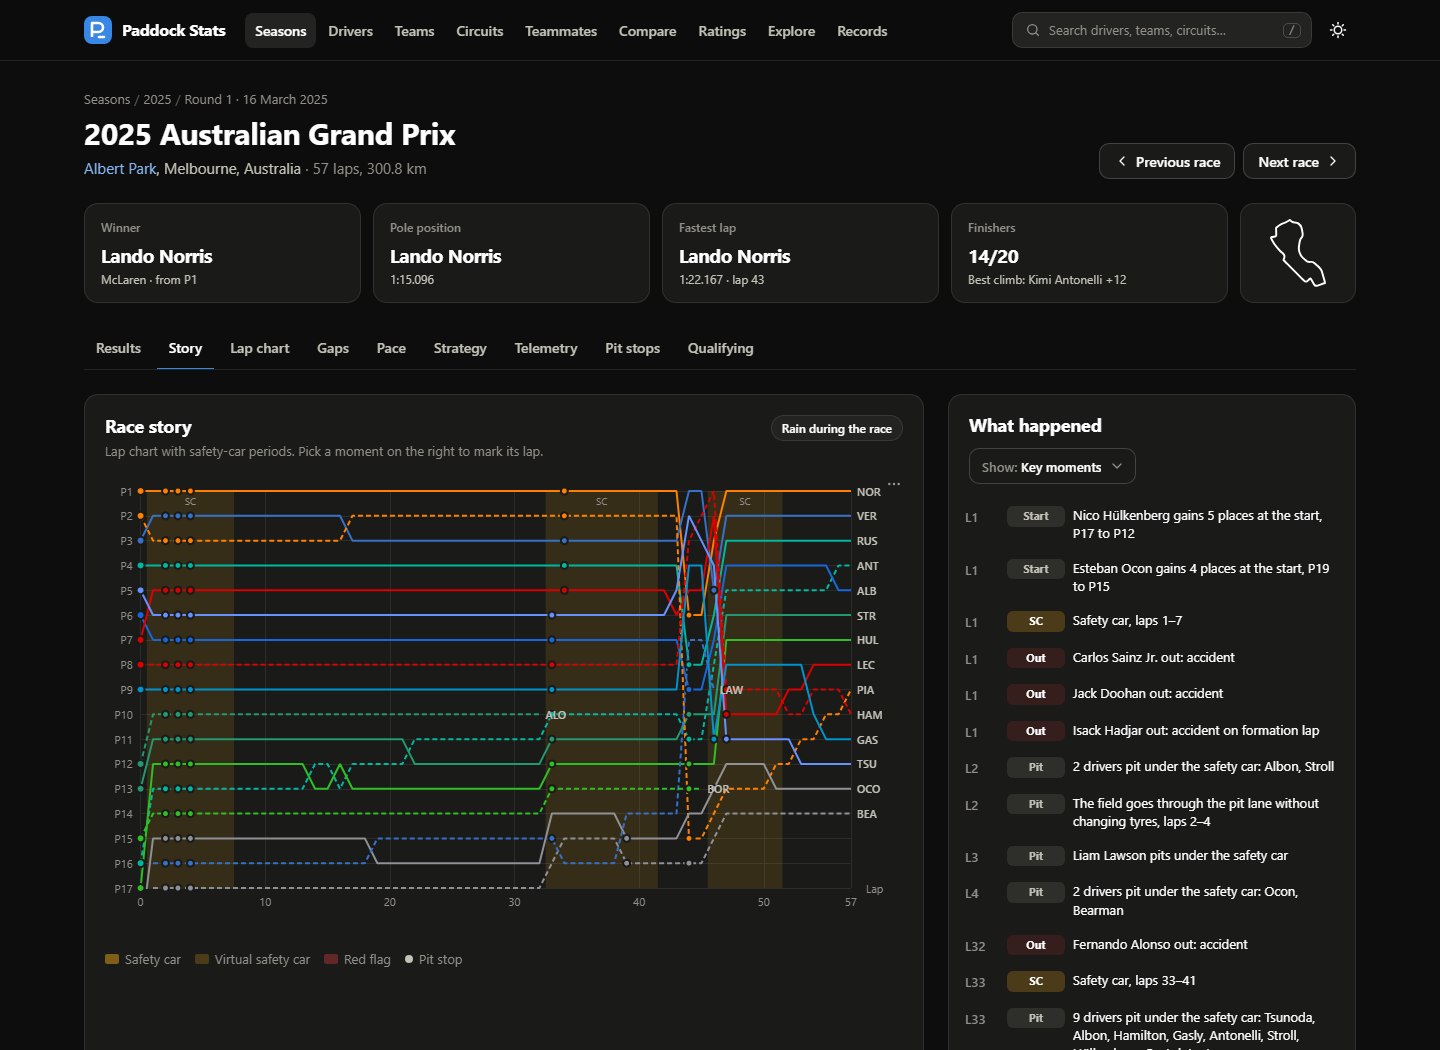 Paddock Stats
Seasons
Drivers
Teams
Circuits
Teammates
Compare
Ratings
Explore
Records
Search drivers, teams, circuits...
/
Seasons / 2025 / Round 1 · 16 March 2025
2025 Australian Grand Prix
Albert Park, Melbourne, Australia · 57 laps, 300.8 km
Previous race
Next race
Winner
Lando Norris
McLaren · from P1
Pole position
Lando Norris
1:15.096
Fastest lap
Lando Norris
1:22.167 · lap 43
Finishers
14/20
Best climb: Kimi Antonelli +12
Results
Story
Lap chart
Gaps
Pace
Strategy
Telemetry
Pit stops
Qualifying
Race story
Rain during the race
Lap chart with safety-car periods. Pick a moment on the right to mark its lap.
SC
SC
SC
P1
P2
P3
P4
P5
P6
P7
P8
P9
P10
P11
P12
P13
P14
P15
P16
P17
ALO
LAW
BOR
NOR
VER
RUS
ANT
ALB
STR
HUL
LEC
PIA
HAM
GAS
TSU
OCO
BEA
Lap
0
10
20
30
40
50
57
Safety car
Virtual safety car
Red flag
Pit stop
What happened
Show: Key moments
L1 Start Nico Hülkenberg gains 5 places at the start,
P17 to P12
L1 Start Esteban Ocon gains 4 places at the start, P19
to P15
L1 SC Safety car, laps 1–7
L1 Out Carlos Sainz Jr. out: accident
L1 Out Jack Doohan out: accident
L1 Out Isack Hadjar out: accident on formation lap
L2 Pit 2 drivers pit under the safety car: Albon, Stroll
L2 Pit The field goes through the pit lane without
changing tyres, laps 2–4
L3 Pit Liam Lawson pits under the safety car
L4 Pit 2 drivers pit under the safety car: Ocon,
Bearman
L32 Out Fernando Alonso out: accident
L33 SC Safety car, laps 33–41
L33 Pit 9 drivers pit under the safety car: Tsunoda,
Albon, Hamilton, Gasly, Antonelli, Stroll,